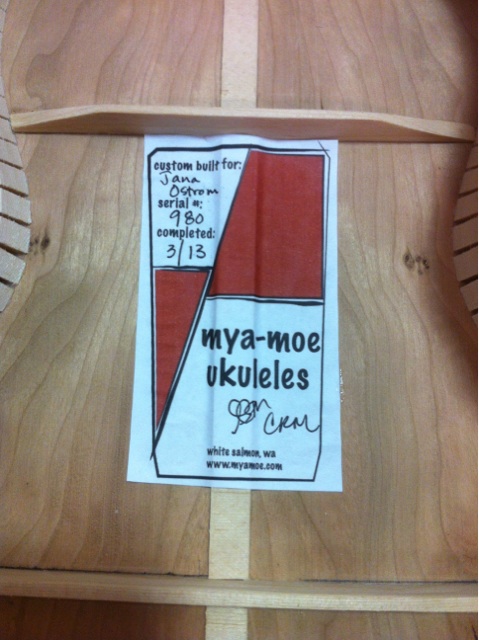 custom built for:
Jana
Ostrom
serial #:
980
completed:
3/13
mya-moe
ukuleles
CRM
white salmon, wa
www.myamoe.com